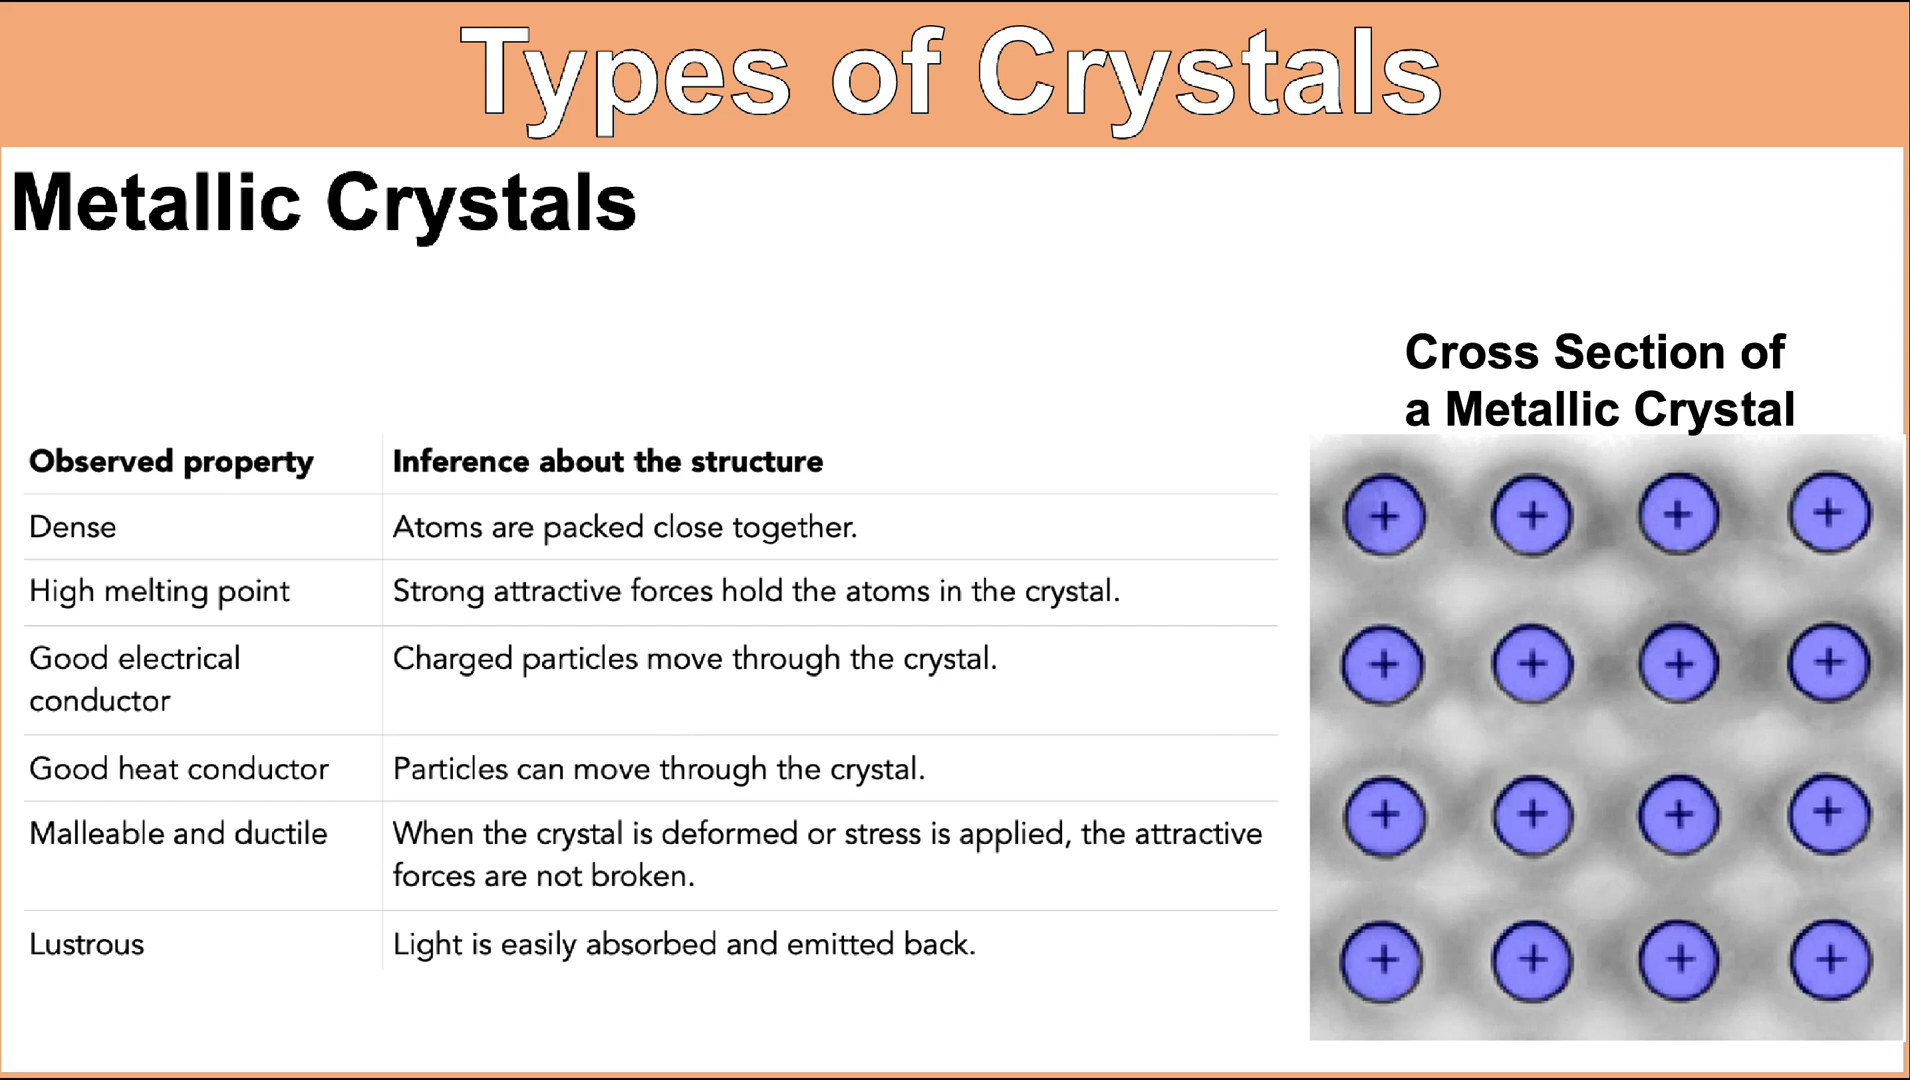 Types of Crystals
Metallic Crystals
Cross Section of
a Metallic Crystal
Observed property Inference about the structure
Dense Atoms are packed close together.
High melting point Strong attractive forces hold the atoms in the crystal.
Good electrical Charged particles move through the crystal.
conductor
Good heat conductor Particles can move through the crystal.
Malleable and ductile When the crystal is deformed or stress is applied, the attractive
forces are not broken.
Lustrous Light is easily absorbed and emitted back.
+ + + +
+ + + +
+ + + +
+ + + +